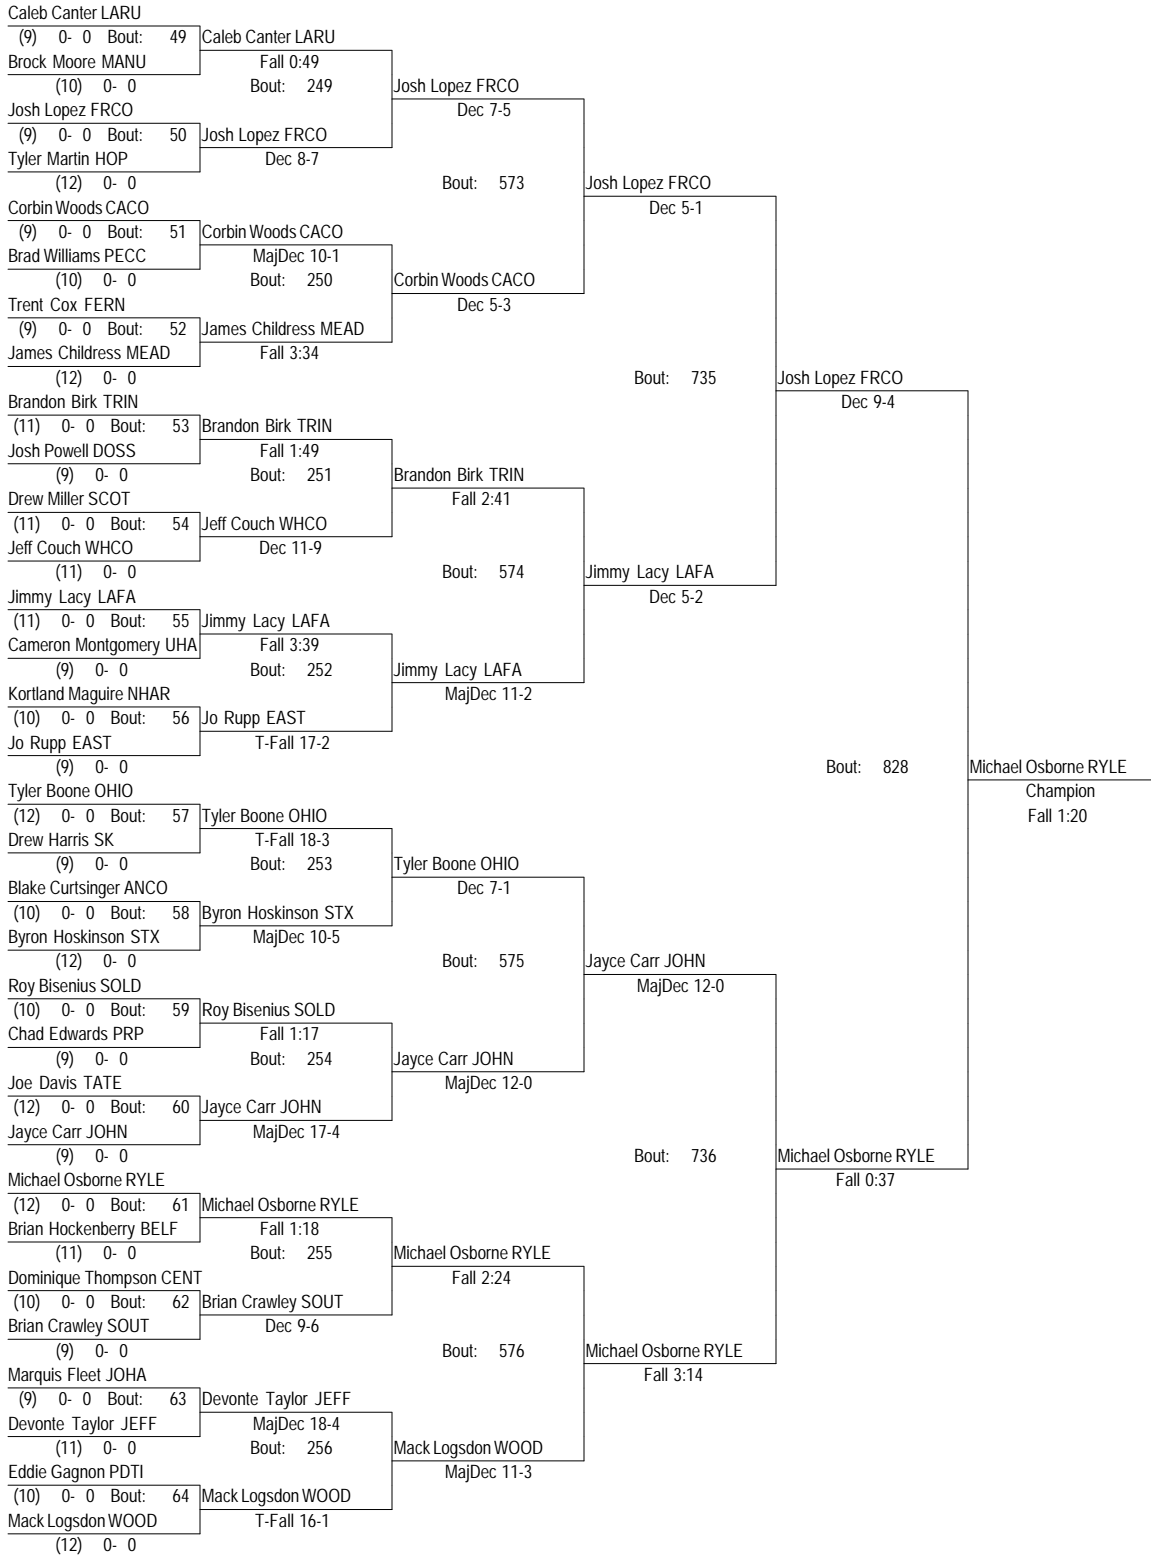 Caleb Canter LARU
(9) 0- 0 Bout: 49 Caleb Canter LARU
Brock Moore MANU Fall 0:49
(10) 0- 0 Bout: 249 Josh Lopez FRCO
Josh Lopez FRCO Dec 7-5
(9) 0- 0 Bout: 50 Josh Lopez FRCO
Tyler Martin HOP Dec 8-7
(12) 0- 0 Bout: 573 Josh Lopez FRCO
Corbin Woods CACO Dec 5-1
(9) 0- 0 Bout: 51 Corbin Woods CACO
Brad Williams PECC MajDec 10-1
(10) 0- 0 Bout: 250 Corbin Woods CACO
Trent Cox FERN Dec 5-3
(9) 0- 0 Bout: 52 James Childress MEAD
James Childress MEAD Fall 3:34
(12) 0- 0 Bout: 735 Josh Lopez FRCO
Brandon Birk TRIN Dec 9-4
(11) 0- 0 Bout: 53 Brandon Birk TRIN
Josh Powell DOSS Fall 1:49
(9) 0- 0 Bout: 251 Brandon Birk TRIN
Drew Miller SCOT Fall 2:41
(11) 0- 0 Bout: 54 Jeff Couch WHCO
Jeff Couch WHCO Dec 11-9
(11) 0- 0 Bout: 574 Jimmy Lacy LAFA
Jimmy Lacy LAFA Dec 5-2
(11) 0- 0 Bout: 55 Jimmy Lacy LAFA
Cameron Montgomery UHA Fall 3:39
(9) 0- 0 Bout: 252 Jimmy Lacy LAFA
Kortland Maguire NHAR MajDec 11-2
(10) 0- 0 Bout: 56 Jo Rupp EAST
Jo Rupp EAST T-Fall 17-2
(9) 0- 0 Bout: 828 Michael Osborne RYLE
Tyler Boone OHIO Champion
(12) 0- 0 Bout: 57 Tyler Boone OHIO Fall 1:20
Drew Harris SK T-Fall 18-3
(9) 0- 0 Bout: 253 Tyler Boone OHIO
Blake Curtsinger ANCO Dec 7-1
(10) 0- 0 Bout: 58 Byron Hoskinson STX
Byron Hoskinson STX MajDec 10-5
(12) 0- 0 Bout: 575 Jayce Carr JOHN
Roy Bisenius SOLD MajDec 12-0
(10) 0- 0 Bout: 59 Roy Bisenius SOLD
Chad Edwards PRP Fall 1:17
(9) 0- 0 Bout: 254 Jayce Carr JOHN
Joe Davis TATE MajDec 12-0
(12) 0- 0 Bout: 60 Jayce Carr JOHN
Jayce Carr JOHN MajDec 17-4
(9) 0- 0 Bout: 736 Michael Osborne RYLE
Michael Osborne RYLE Fall 0:37
(12) 0- 0 Bout: 61 Michael Osborne RYLE
Brian Hockenberry BELF Fall 1:18
(11) 0- 0 Bout: 255 Michael Osborne RYLE
Dominique Thompson CENT Fall 2:24
(10) 0- 0 Bout: 62 Brian Crawley SOUT
Brian Crawley SOUT Dec 9-6
(9) 0- 0 Bout: 576 Michael Osborne RYLE
Marquis Fleet JOHA Fall 3:14
(9) 0- 0 Bout: 63 Devonte Taylor JEFF
Devonte Taylor JEFF MajDec 18-4
(11) 0- 0 Bout: 256 Mack Logsdon WOOD
Eddie Gagnon PDTI MajDec 11-3
(10) 0- 0 Bout: 64 Mack Logsdon WOOD
Mack Logsdon WOOD T-Fall 16-1
(12) 0- 0